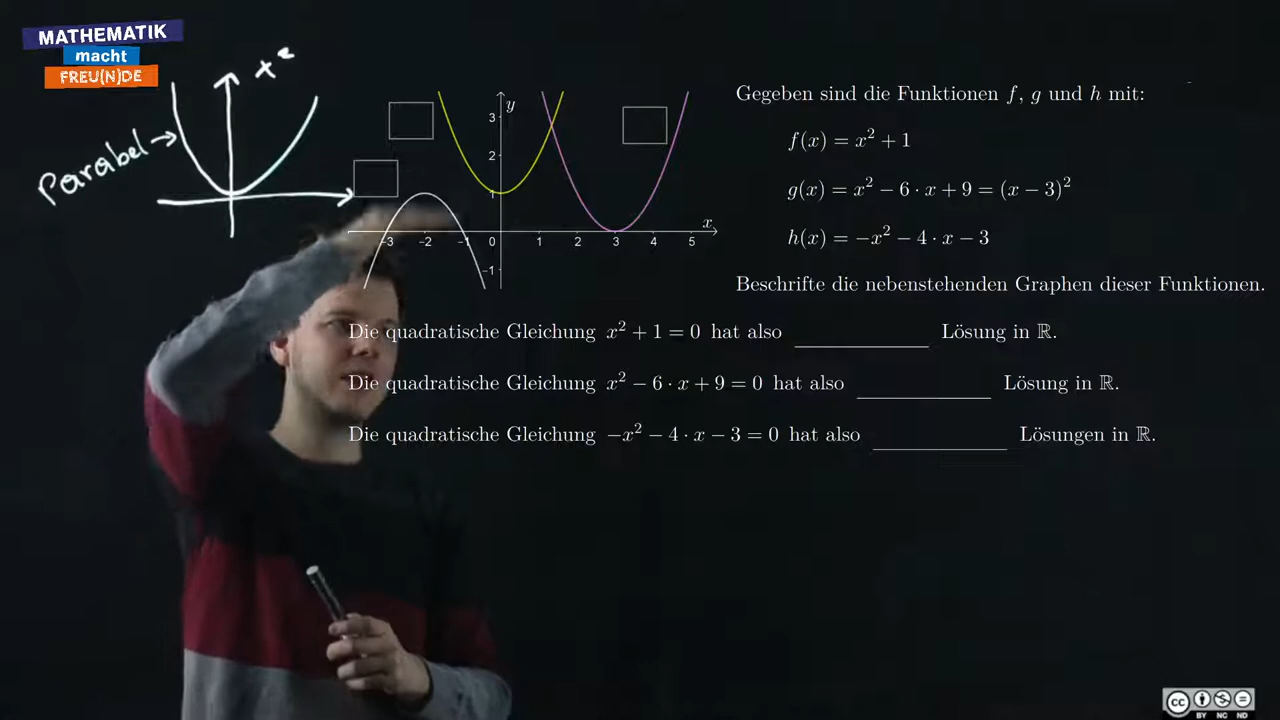 MATHEMATIK
macht
FREU(N)DE
x²
Parabel
y
3
2
1
x
-3 -2 -1 0 1 2 3 4 5
-1
Gegeben sind die Funktionen f, g und h mit:
f(x) = x² + 1
g(x) = x² − 6 · x + 9 = (x − 3)²
h(x) = −x² − 4 · x − 3
Beschrifte die nebenstehenden Graphen dieser Funktionen.
Die quadratische Gleichung x² + 1 = 0 hat also ____________ Lösung in ℝ.
Die quadratische Gleichung x² − 6 · x + 9 = 0 hat also ____________ Lösung in ℝ.
Die quadratische Gleichung −x² − 4 · x − 3 = 0 hat also ____________ Lösungen in ℝ.
cc
BY NC ND